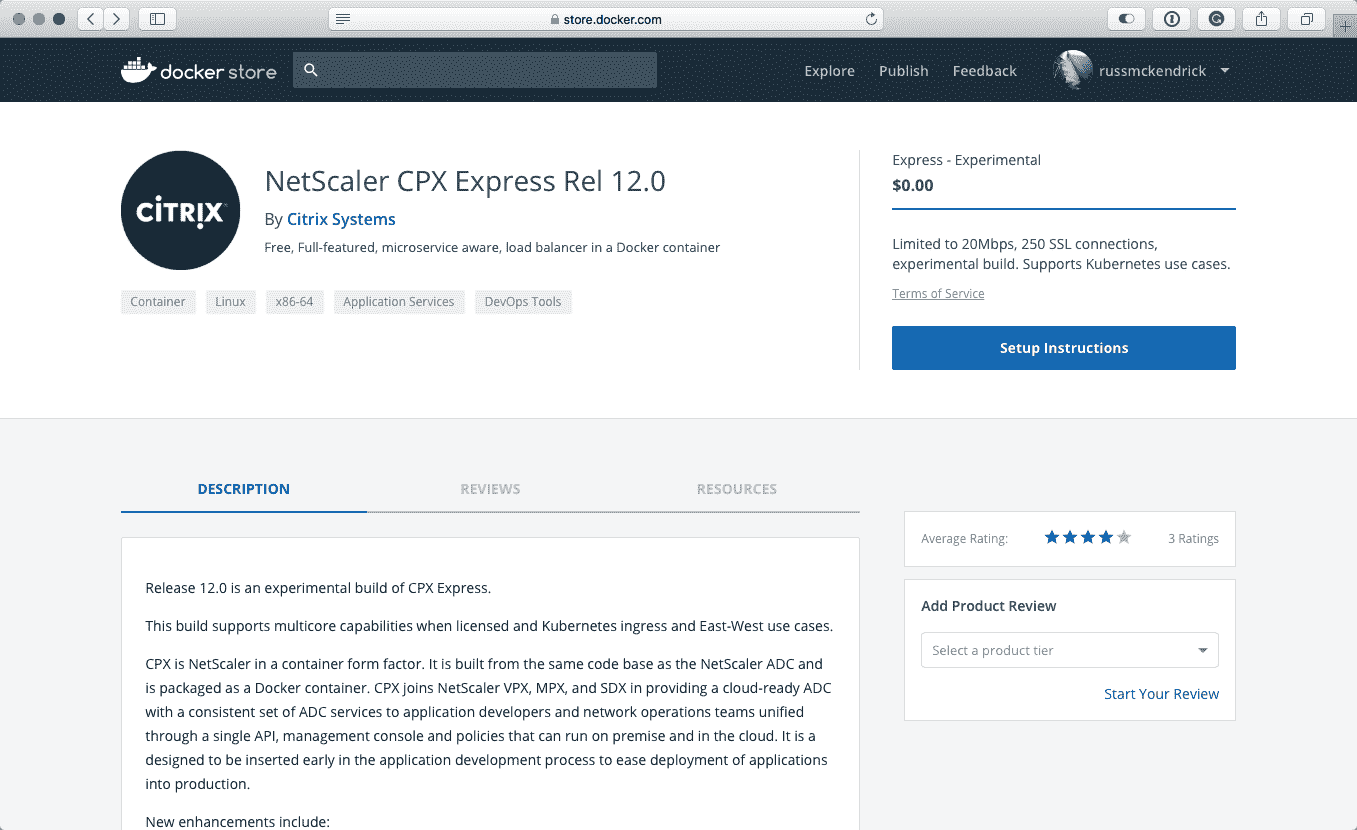 store.docker.com
docker store
Explore
Publish
Feedback
russmckendrick
CITRIX
NetScaler CPX Express Rel 12.0
By Citrix Systems
Free, Full-featured, microservice aware, load balancer in a Docker container
Container
Linux
x86-64
Application Services
DevOps Tools
Express - Experimental
$0.00
Limited to 20Mbps, 250 SSL connections,
experimental build. Supports Kubernetes use cases.
Terms of Service
Setup Instructions
DESCRIPTION
REVIEWS
RESOURCES
Release 12.0 is an experimental build of CPX Express.
This build supports multicore capabilities when licensed and Kubernetes ingress and East-West use cases.
CPX is NetScaler in a container form factor. It is built from the same code base as the NetScaler ADC and
is packaged as a Docker container. CPX joins NetScaler VPX, MPX, and SDX in providing a cloud-ready ADC
with a consistent set of ADC services to application developers and network operations teams unified
through a single API, management console and policies that can run on premise and in the cloud. It is a
designed to be inserted early in the application development process to ease deployment of applications
into production.
New enhancements include:
Average Rating:
3 Ratings
Add Product Review
Select a product tier
Start Your Review